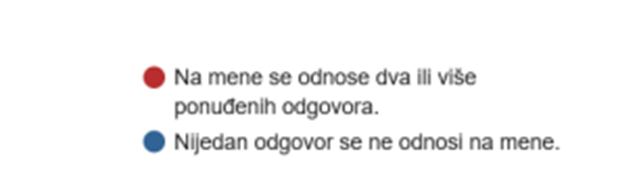 Na mene se odnose dva ili više
ponuđenih odgovora.
Nijedan odgovor se ne odnosi na mene.